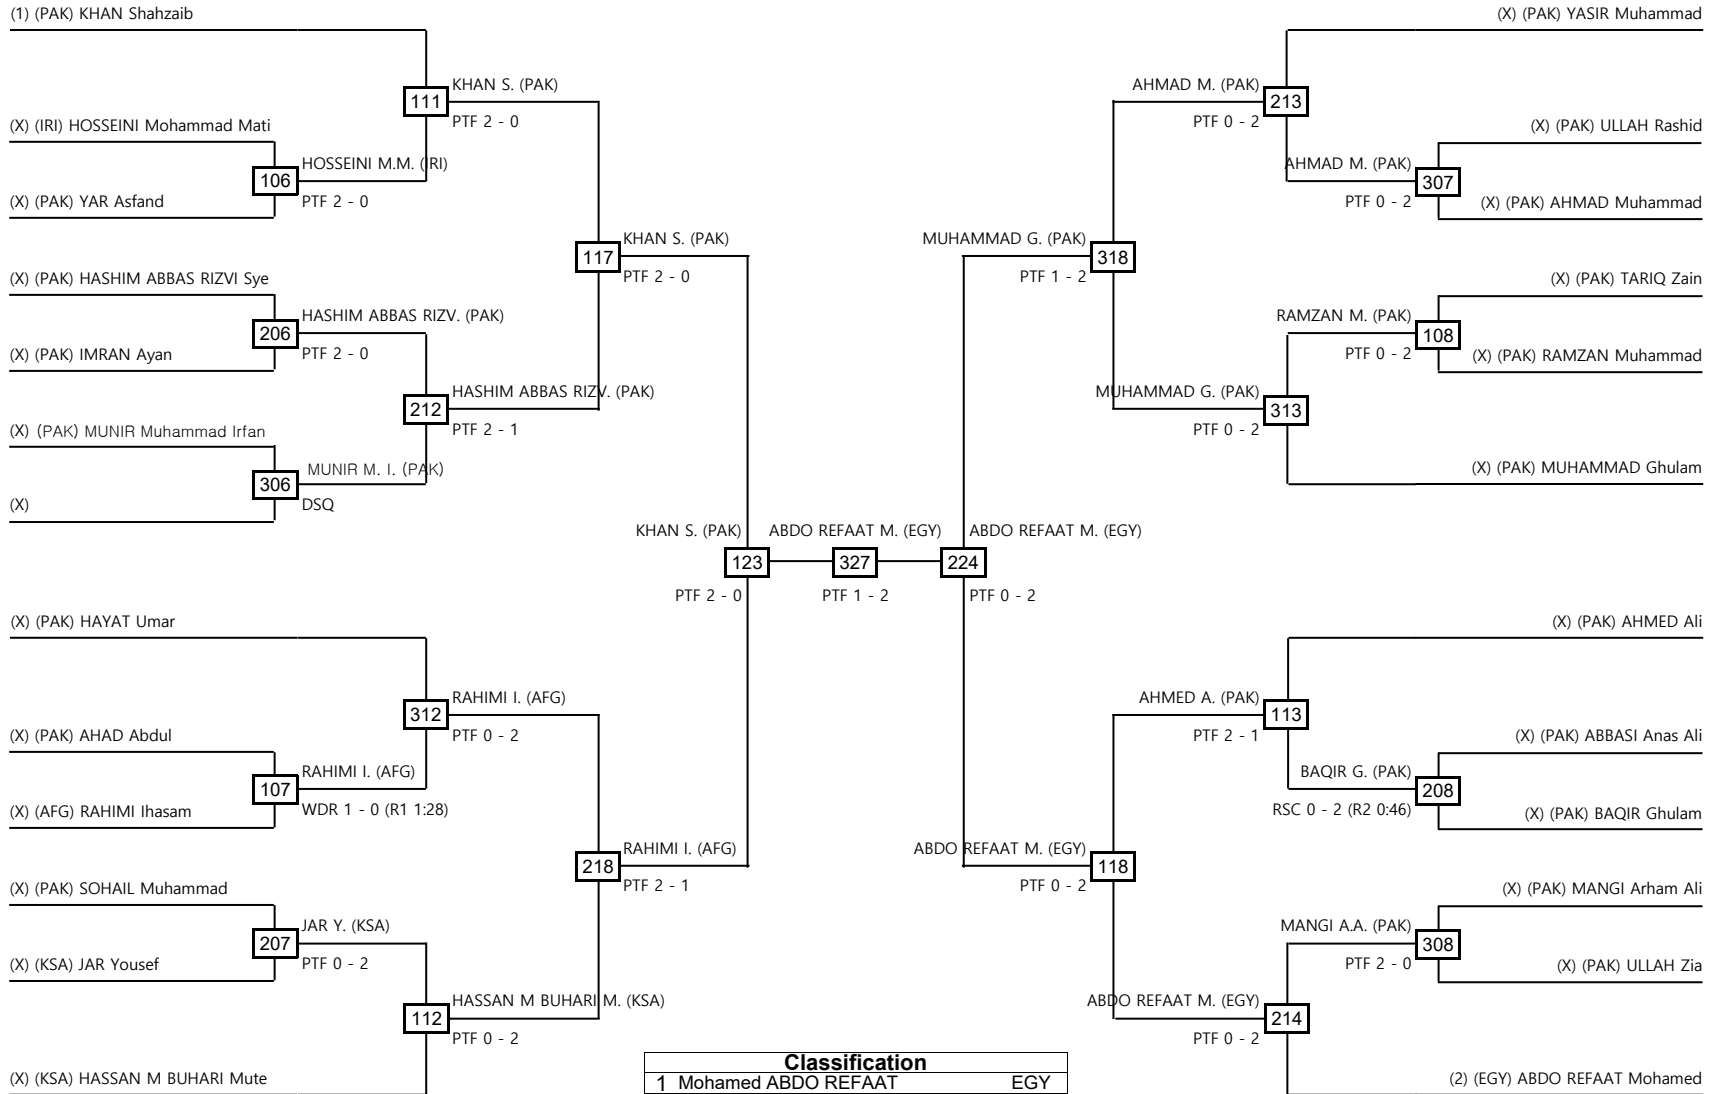 (1) (PAK) KHAN Shahzaib
(X) (PAK) YASIR Muhammad
KHAN S. (PAK)
111
PTF 2 - 0
AHMAD M. (PAK)
213
PTF 0 - 2
(X) (IRI) HOSSEINI Mohammad Mati
(X) (PAK) ULLAH Rashid
HOSSEINI M.M. (IRI)
106
PTF 2 - 0
AHMAD M. (PAK)
307
PTF 0 - 2
(X) (PAK) YAR Asfand
(X) (PAK) AHMAD Muhammad
KHAN S. (PAK)
117
PTF 2 - 0
MUHAMMAD G. (PAK)
318
PTF 1 - 2
(X) (PAK) HASHIM ABBAS RIZVI Sye
(X) (PAK) TARIQ Zain
HASHIM ABBAS RIZV. (PAK)
206
PTF 2 - 0
RAMZAN M. (PAK)
108
PTF 0 - 2
(X) (PAK) IMRAN Ayan
(X) (PAK) RAMZAN Muhammad
HASHIM ABBAS RIZV. (PAK)
212
PTF 2 - 1
MUHAMMAD G. (PAK)
313
PTF 0 - 2
(X) (PAK) MUNIR Muhammad Irfan
MUNIR M. I. (PAK)
306
DSQ
(X) (PAK) MUHAMMAD Ghulam
(X)
KHAN S. (PAK)
123
PTF 2 - 0
ABDO REFAAT M. (EGY)
327
PTF 1 - 2
ABDO REFAAT M. (EGY)
224
PTF 0 - 2
(X) (PAK) HAYAT Umar
(X) (PAK) AHMED Ali
RAHIMI I. (AFG)
312
PTF 0 - 2
AHMED A. (PAK)
113
PTF 2 - 1
(X) (PAK) AHAD Abdul
(X) (PAK) ABBASI Anas Ali
RAHIMI I. (AFG)
107
WDR 1 - 0 (R1 1:28)
BAQIR G. (PAK)
208
RSC 0 - 2 (R2 0:46)
(X) (AFG) RAHIMI Ihasam
(X) (PAK) BAQIR Ghulam
RAHIMI I. (AFG)
218
PTF 2 - 1
ABDO REFAAT M. (EGY)
118
PTF 0 - 2
(X) (PAK) SOHAIL Muhammad
(X) (PAK) MANGI Arham Ali
JAR Y. (KSA)
207
PTF 0 - 2
MANGI A.A. (PAK)
308
PTF 2 - 0
(X) (KSA) JAR Yousef
(X) (PAK) ULLAH Zia
HASSAN M BUHARI M. (KSA)
112
PTF 0 - 2
ABDO REFAAT M. (EGY)
214
PTF 0 - 2
(X) (KSA) HASSAN M BUHARI Mute
(2) (EGY) ABDO REFAAT Mohamed
Classification
1 Mohamed ABDO REFAAT EGY